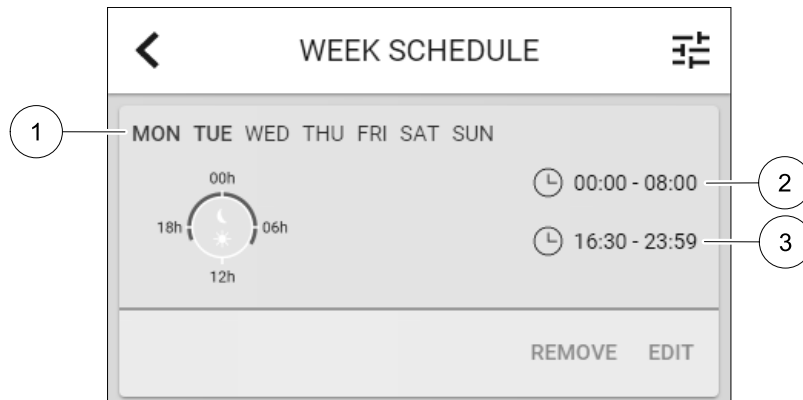 WEEK SCHEDULE
1
MON TUE WED THU FRI SAT SUN
00h
00:00 - 08:00
2
18h
06h
16:30 - 23:59
3
12h
REMOVE EDIT